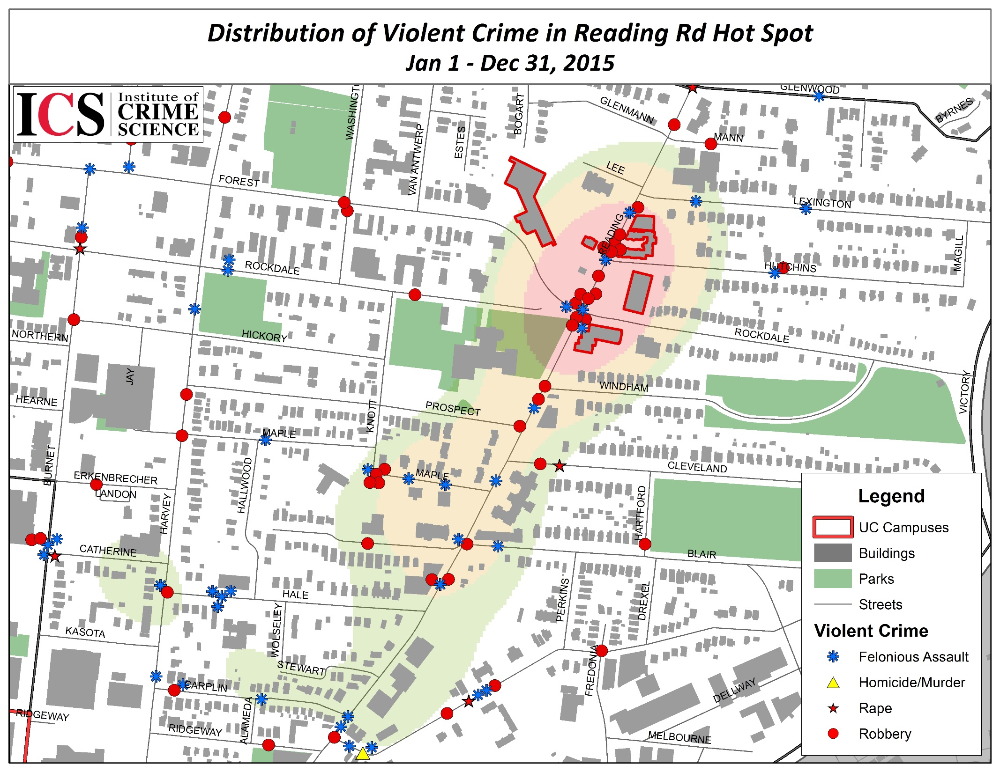 Distribution of Violent Crime in Reading Rd Hot Spot
Jan 1 - Dec 31, 2015
ICS
Institute of
CRIME
SCIENCE
GLENWOOD
BYRNES
GLENMANN
BOGART
MANN
ESTES
VAN ANTWERP
LEE
FOREST
LEXINGTON
READING
MAGILL
ROCKDALE
HUTCHINS
NORTHERN
HICKORY
ROCKDALE
JAY
WINDHAM
VICTORY
HEARNE
KNOTT
PROSPECT
MAPLE
BURNET
HALLWOOD
CLEVELAND
ERKENBRECHER
MAPLE
LANDON
HARVEY
HARTFORD
CATHERINE
BLAIR
HALE
PERKINS
DREXEL
WOLSELEY
KASOTA
STEWART
FREDONIA
CARPLIN
DELLWAY
ALAMEDA
RIDGEWAY
RIDGEWAY
MELBOURNE
Legend
UC Campuses
Buildings
Parks
Streets
Violent Crime
Felonious Assault
Homicide/Murder
Rape
Robbery